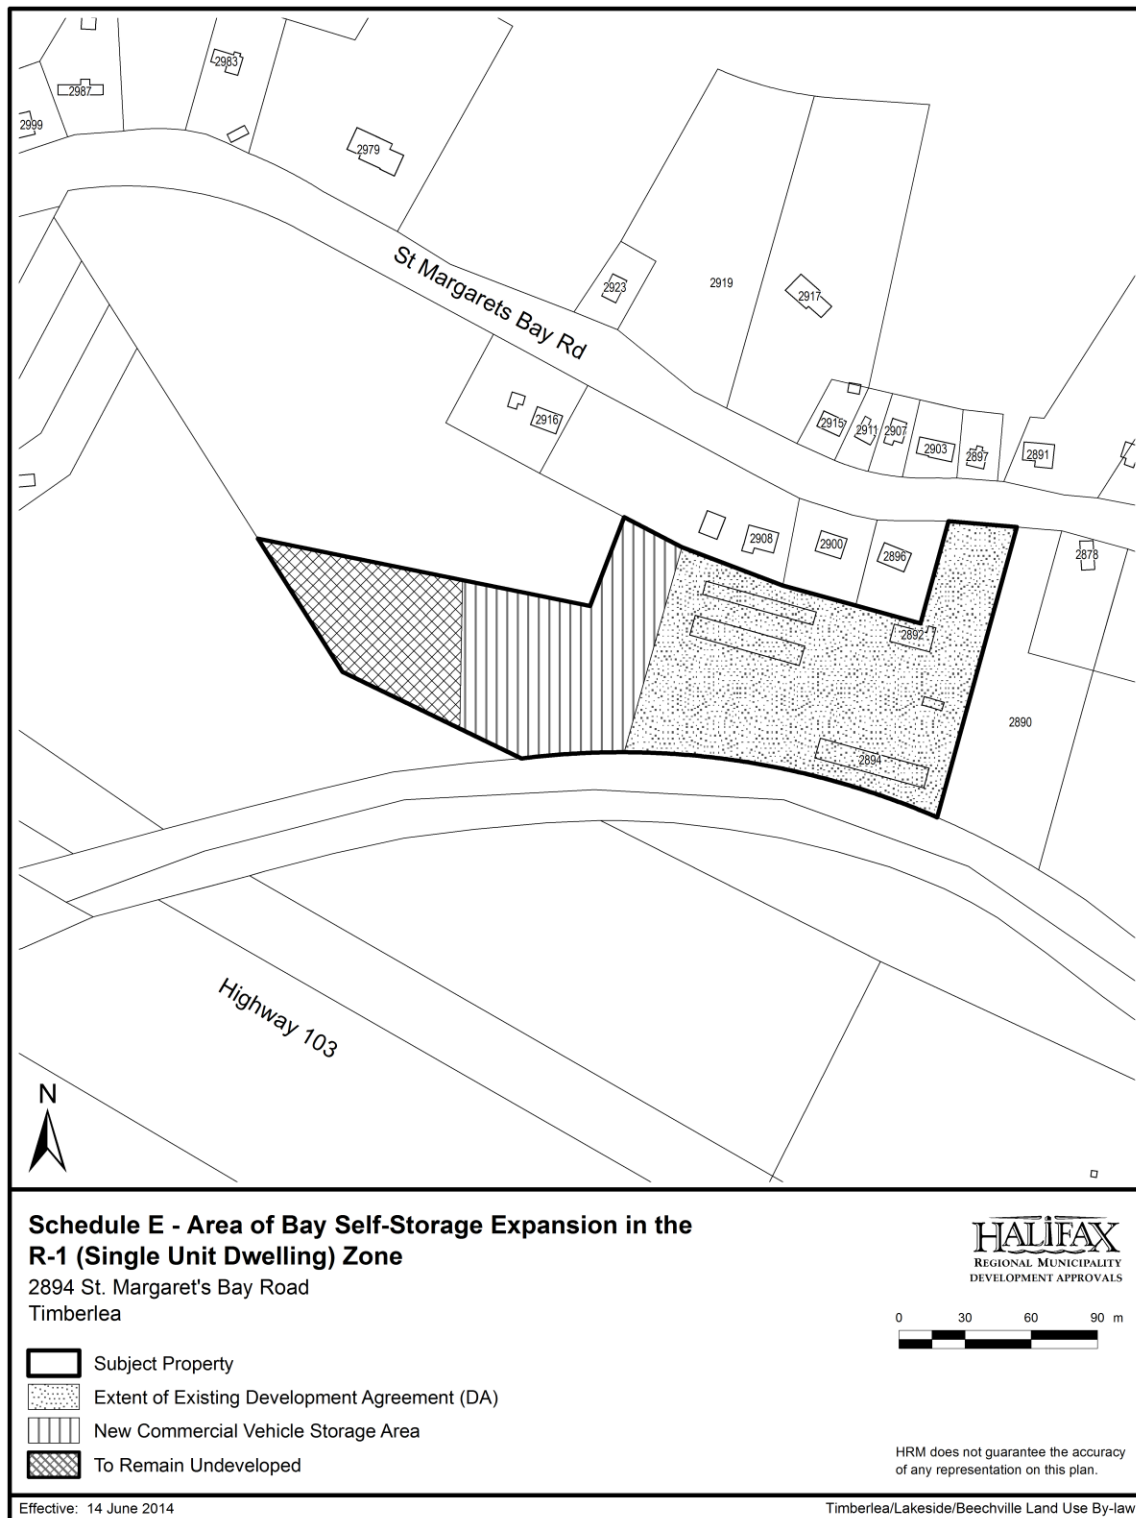 2983
2987
2999
2979
St Margarets Bay Rd
2923
2919
2917
2916
2915
2911
2907
2903
2897
2891
2908
2900
2896
2878
2892
2890
2894
Highway 103
N
Schedule E - Area of Bay Self-Storage Expansion in the
R-1 (Single Unit Dwelling) Zone
2894 St. Margaret's Bay Road
Timberlea
HALIFAX
REGIONAL MUNICIPALITY
DEVELOPMENT APPROVALS
0 30 60 90 m
Subject Property
Extent of Existing Development Agreement (DA)
New Commercial Vehicle Storage Area
To Remain Undeveloped
HRM does not guarantee the accuracy
of any representation on this plan.
Effective: 14 June 2014
Timberlea/Lakeside/Beechville Land Use By-law